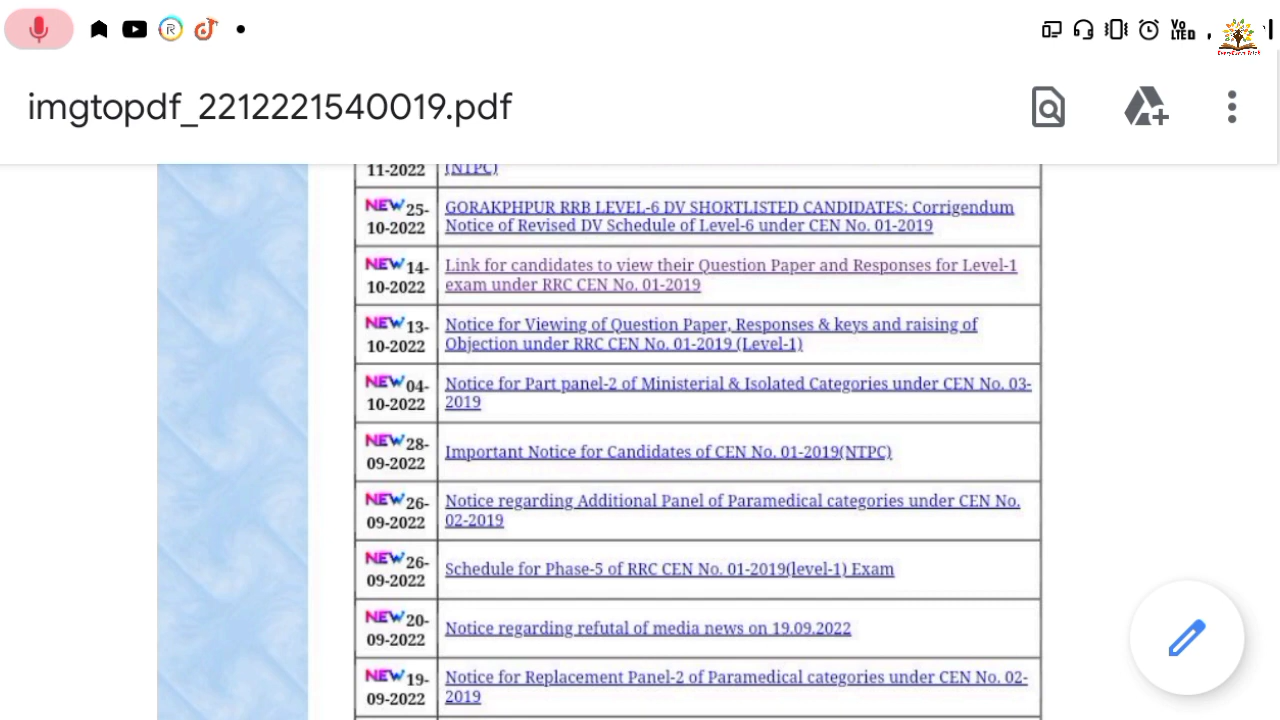 Vo
LTED
imgtopdf_2212221540019.pdf
11-2022
(NTPC)
NEW 25-
10-2022
GORAKPHPUR RRB LEVEL-6 DV SHORTLISTED CANDIDATES: Corrigendum
Notice of Revised DV Schedule of Level-6 under CEN No. 01-2019
NEW 14-
10-2022
Link for candidates to view their Question Paper and Responses for Level-1
exam under RRC CEN No. 01-2019
NEW 13-
10-2022
Notice for Viewing of Question Paper, Responses & keys and raising of
Objection under RRC CEN No. 01-2019 (Level-1)
NEW 04-
10-2022
Notice for Part panel-2 of Ministerial & Isolated Categories under CEN No. 03-
2019
NEW 28-
09-2022
Important Notice for Candidates of CEN No. 01-2019(NTPC)
NEW 26-
09-2022
Notice regarding Additional Panel of Paramedical categories under CEN No.
02-2019
NEW 26-
09-2022
Schedule for Phase-5 of RRC CEN No. 01-2019(level-1) Exam
NEW 20-
09-2022
Notice regarding refutal of media news on 19.09.2022
NEW 19-
09-2022
Notice for Replacement Panel-2 of Paramedical categories under CEN No. 02-
2019